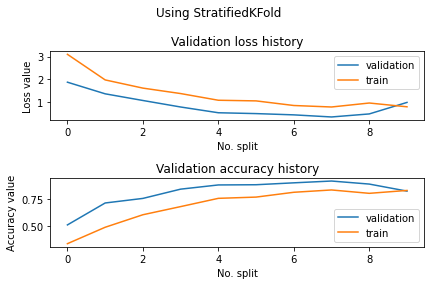 Using StratifiedKFold
Validation loss history
3
2
1
Loss value
validation
train
0
2
4
6
8
No. split
Validation accuracy history
0.75
0.50
Accuracy value
validation
train
0
2
4
6
8
No. split